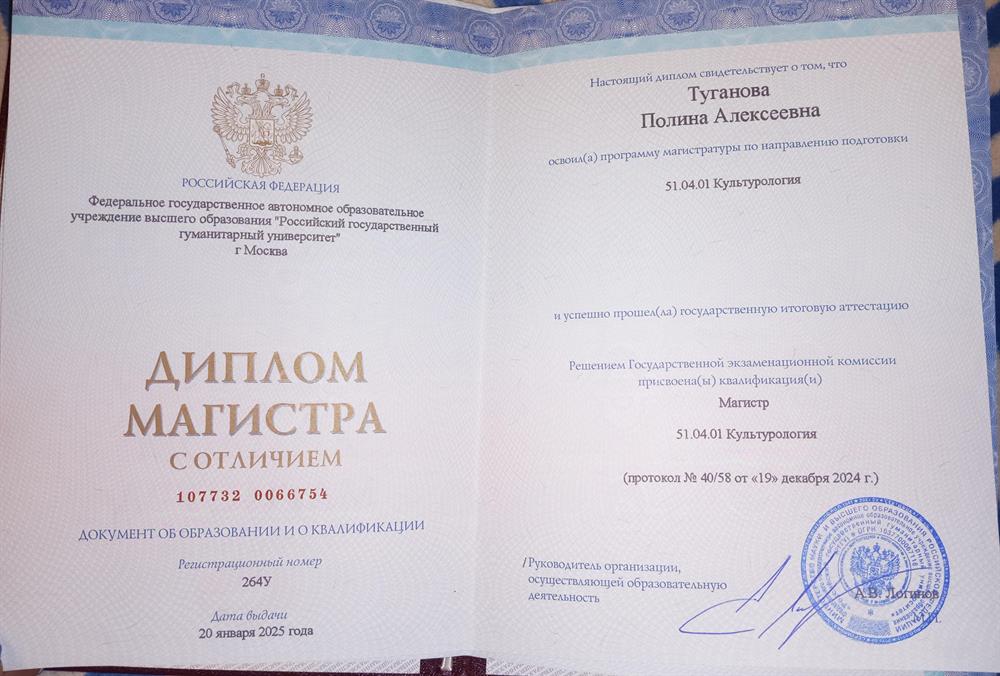 РОССИЙСКАЯ ФЕДЕРАЦИЯ
Федеральное государственное автономное образовательное
учреждение высшего образования "Российский государственный
гуманитарный университет"
г Москва
ДИПЛОМ
МАГИСТРА
С ОТЛИЧИЕМ
107732 0066754
ДОКУМЕНТ ОБ ОБРАЗОВАНИИ И О КВАЛИФИКАЦИИ
Регистрационный номер
264У
Дата выдачи
20 января 2025 года
Настоящий диплом свидетельствует о том, что
Туганова
Полина Алексеевна
освоил(а) программу магистратуры по направлению подготовки
51.04.01 Культурология
и успешно прошел(ла) государственную итоговую аттестацию
Решением Государственной экзаменационной комиссии
присвоена(ы) квалификация(и)
Магистр
51.04.01 Культурология
(протокол № 40/58 от «19» декабря 2024 г.)
/Руководитель организации,
осуществляющей образовательную
деятельность
А.В. Логинов
М.П.